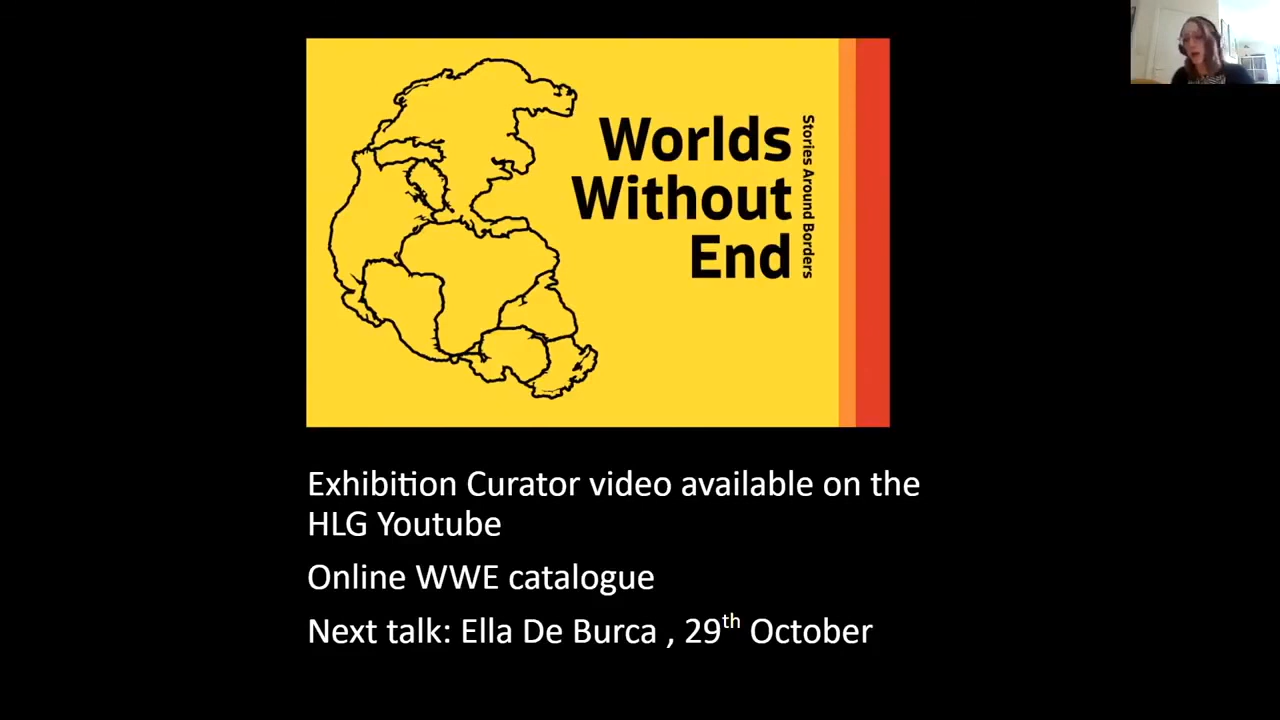 Worlds
Without
End
Stories Around Borders
Exhibition Curator video available on the
HLG Youtube
Online WWE catalogue
Next talk: Ella De Burca , 29th October